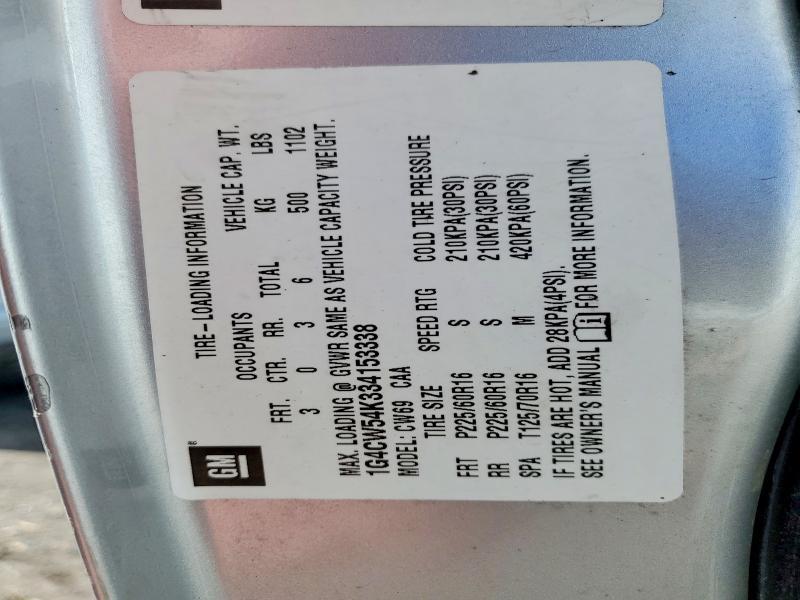 TIRE-LOADING INFORMATION
GM
OCCUPANTS VEHICLE CAP. WT.
FRT. CTR. RR. TOTAL KG LBS
3 0 3 6 500 1102
MAX. LOADING @ GVWR SAME AS VEHICLE CAPACITY WEIGHT.
1G4CW54K334153338
MODEL: CW69 CAA
TIRE SIZE SPEED RTG COLD TIRE PRESSURE
FRT P225/60R16 S 210KPA(30PSI)
RR P225/60R16 S 210KPA(30PSI)
SPA T125/70R16 M 420KPA(60PSI)
IF TIRES ARE HOT, ADD 28KPA(4PSI),
SEE OWNER'S MANUAL FOR MORE INFORMATION.